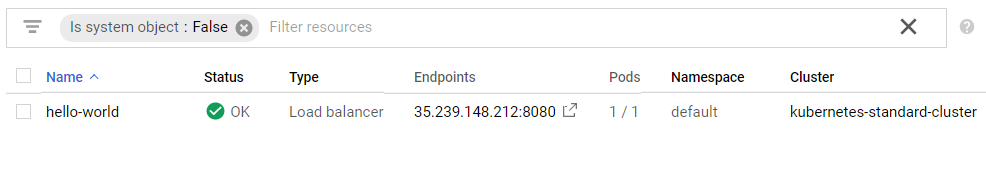 Is system object : False Filter resources
Name Status Type Endpoints Pods Namespace Cluster
hello-world OK Load balancer 35.239.148.212:8080 1 / 1 default kubernetes-standard-cluster